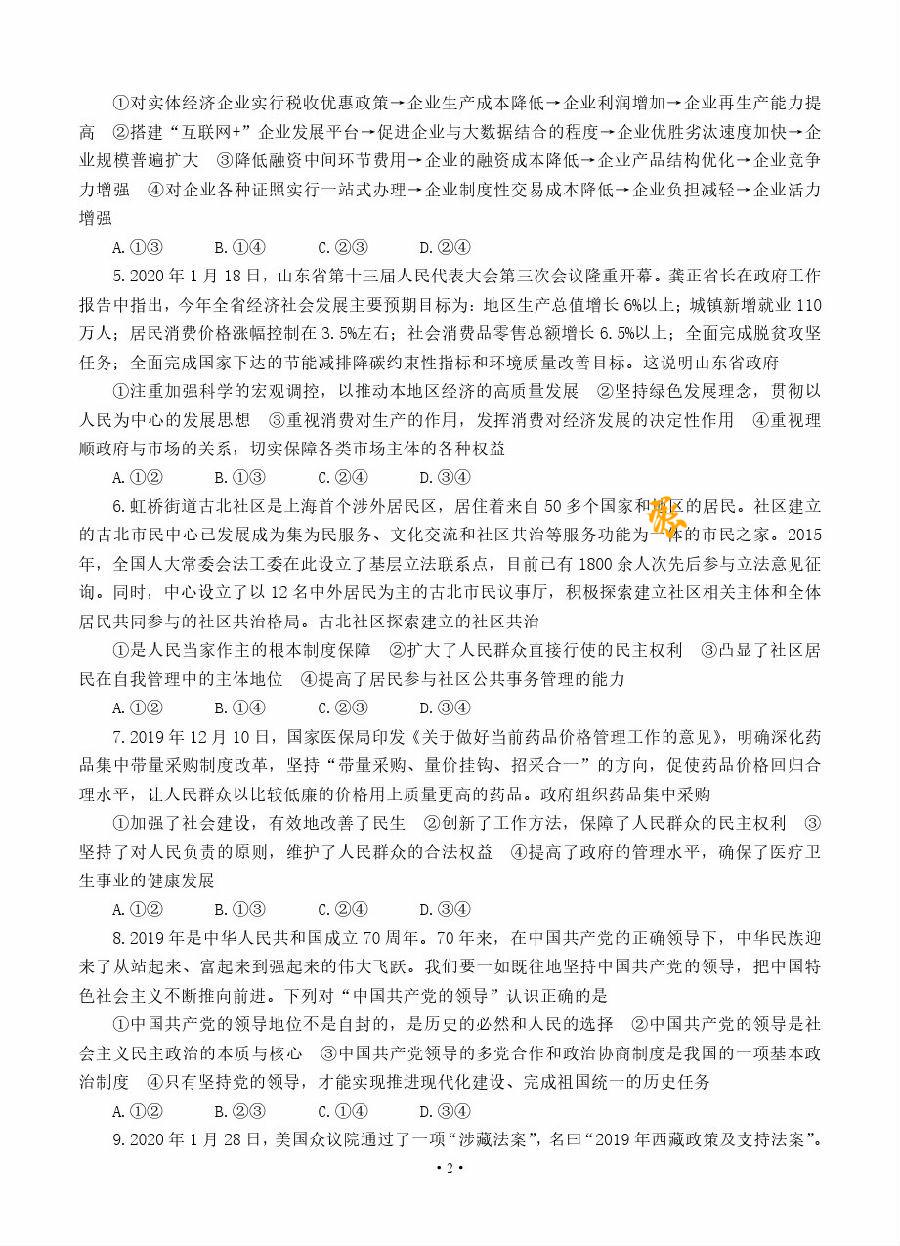 ①对实体经济企业实行税收优惠政策→企业生产成本降低→企业利润增加→企业再生产能力提
高　②搭建“互联网+”企业发展平台→促进企业与大数据结合的程度→企业优胜劣汰速度加快→企
业规模普遍扩大　③降低融资中间环节费用→企业的融资成本降低→企业产品结构优化→企业竞争
力增强　④对企业各种证照实行一站式办理→企业制度性交易成本降低→企业负担减轻→企业活力
增强
A.①③　　B.①④　　C.②③　　D.②④
5.2020 年 1 月 18 日，山东省第十三届人民代表大会第三次会议隆重开幕。龚正省长在政府工作
报告中指出，今年全省经济社会发展主要预期目标为：地区生产总值增长 6%以上；城镇新增就业 110
万人；居民消费价格涨幅控制在 3.5%左右；社会消费品零售总额增长 6.5%以上；全面完成脱贫攻坚
任务；全面完成国家下达的节能减排降碳约束性指标和环境质量改善目标。这说明山东省政府
①注重加强科学的宏观调控，以推动本地区经济的高质量发展　②坚持绿色发展理念，贯彻以
人民为中心的发展思想　③重视消费对生产的作用，发挥消费对经济发展的决定性作用　④重视理
顺政府与市场的关系，切实保障各类市场主体的各种权益
A.①②　　B.①③　　C.②④　　D.③④
6.虹桥街道古北社区是上海首个涉外居民区，居住着来自 50 多个国家和地区的居民。社区建立
的古北市民中心已发展成为集为民服务、文化交流和社区共治等服务功能为一体的市民之家。2015
年，全国人大常委会法工委在此设立了基层立法联系点，目前已有 1800 余人次先后参与立法意见征
询。同时，中心设立了以 12 名中外居民为主的古北市民议事厅，积极探索建立社区相关主体和全体
居民共同参与的社区共治格局。古北社区探索建立的社区共治
①是人民当家作主的根本制度保障　②扩大了人民群众直接行使的民主权利　③凸显了社区居
民在自我管理中的主体地位　④提高了居民参与社区公共事务管理的能力
A.①②　　B.①④　　C.②③　　D.③④
7.2019 年 12 月 10 日，国家医保局印发《关于做好当前药品价格管理工作的意见》，明确深化药
品集中带量采购制度改革，坚持“带量采购、量价挂钩、招采合一”的方向，促使药品价格回归合
理水平，让人民群众以比较低廉的价格用上质量更高的药品。政府组织药品集中采购
①加强了社会建设，有效地改善了民生　②创新了工作方法，保障了人民群众的民主权利　③
坚持了对人民负责的原则，维护了人民群众的合法权益　④提高了政府的管理水平，确保了医疗卫
生事业的健康发展
A.①②　　B.①③　　C.②④　　D.③④
8.2019 年是中华人民共和国成立 70 周年。70 年来，在中国共产党的正确领导下，中华民族迎
来了从站起来、富起来到强起来的伟大飞跃。我们要一如既往地坚持中国共产党的领导，把中国特
色社会主义不断推向前进。下列对“中国共产党的领导”认识正确的是
①中国共产党的领导地位不是自封的，是历史的必然和人民的选择　②中国共产党的领导是社
会主义民主政治的本质与核心　③中国共产党领导的多党合作和政治协商制度是我国的一项基本政
治制度　④只有坚持党的领导，才能实现推进现代化建设、完成祖国统一的历史任务
A.①②　　B.②③　　C.①④　　D.③④
9.2020 年 1 月 28 日，美国众议院通过了一项“涉藏法案”，名曰“2019 年西藏政策及支持法案”。
·2·